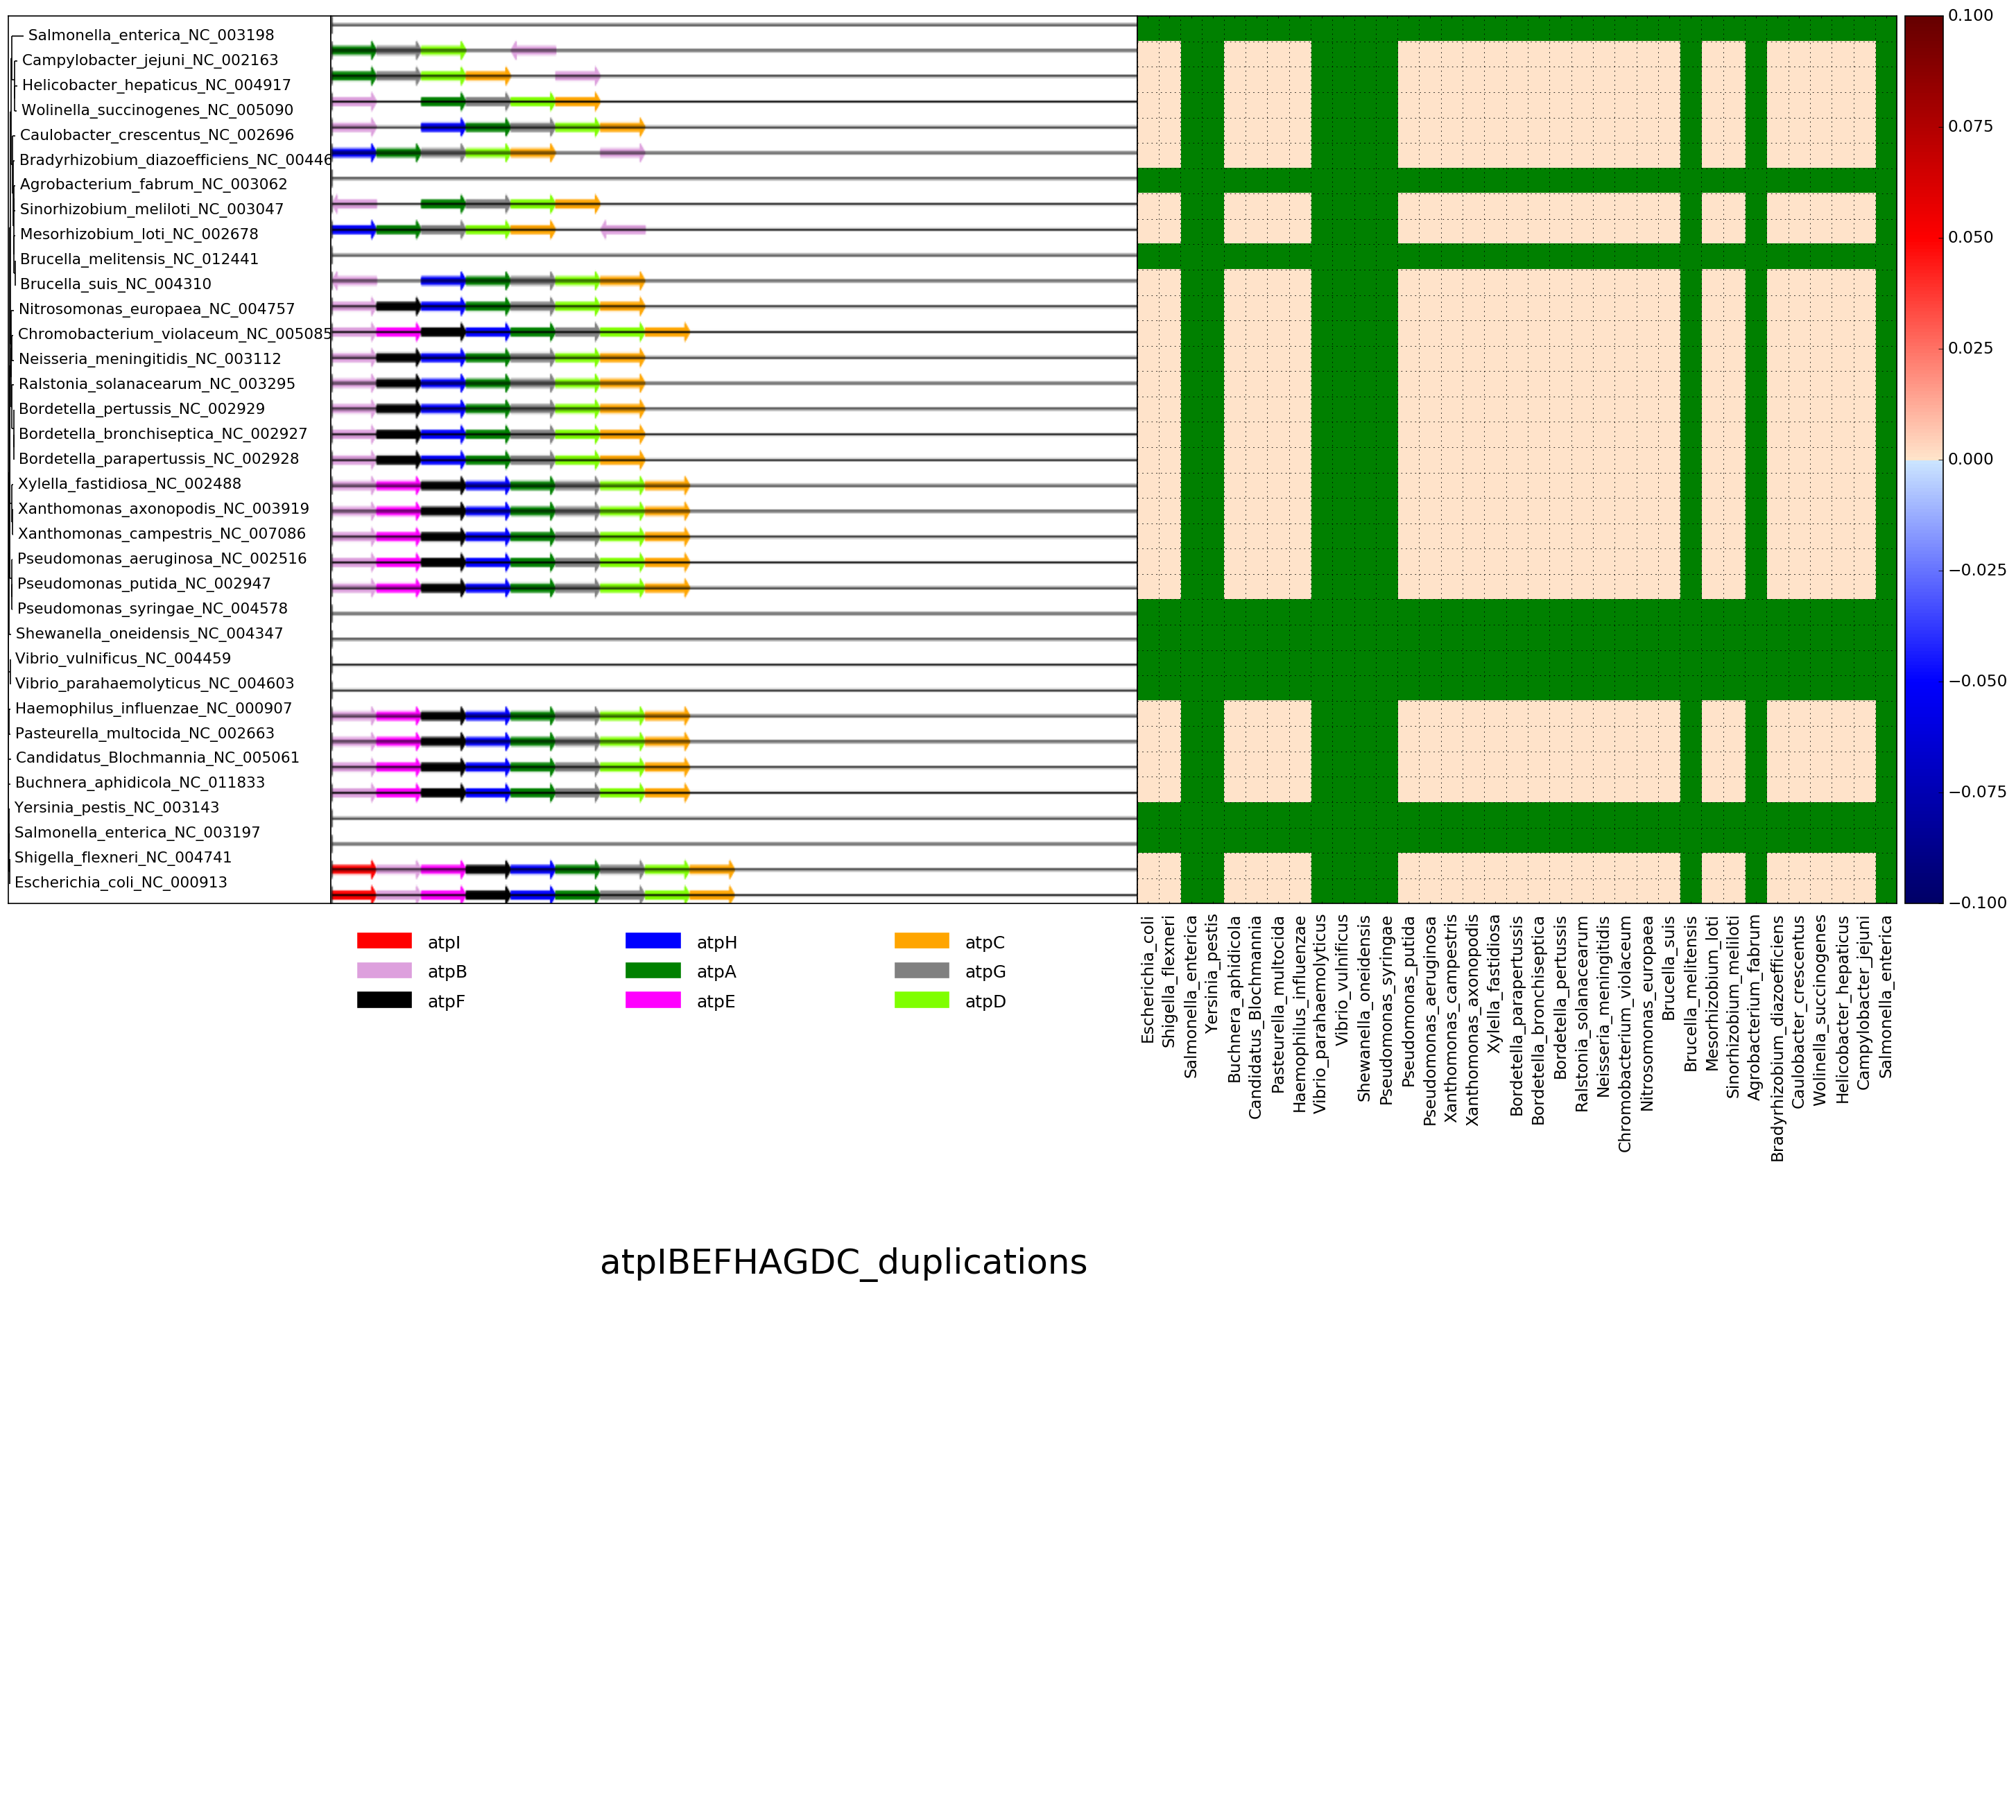 Salmonella_enterica_NC_003198
Campylobacter_jejuni_NC_002163
Helicobacter_hepaticus_NC_004917
Wolinella_succinogenes_NC_005090
Caulobacter_crescentus_NC_002696
Bradyrhizobium_diazoefficiens_NC_00446
Agrobacterium_fabrum_NC_003062
Sinorhizobium_meliloti_NC_003047
Mesorhizobium_loti_NC_002678
Brucella_melitensis_NC_012441
Brucella_suis_NC_004310
Nitrosomonas_europaea_NC_004757
Chromobacterium_violaceum_NC_005085
Neisseria_meningitidis_NC_003112
Ralstonia_solanacearum_NC_003295
Bordetella_pertussis_NC_002929
Bordetella_bronchiseptica_NC_002927
Bordetella_parapertussis_NC_002928
Xylella_fastidiosa_NC_002488
Xanthomonas_axonopodis_NC_003919
Xanthomonas_campestris_NC_007086
Pseudomonas_aeruginosa_NC_002516
Pseudomonas_putida_NC_002947
Pseudomonas_syringae_NC_004578
Shewanella_oneidensis_NC_004347
Vibrio_vulnificus_NC_004459
Vibrio_parahaemolyticus_NC_004603
Haemophilus_influenzae_NC_000907
Pasteurella_multocida_NC_002663
Candidatus_Blochmannia_NC_005061
Buchnera_aphidicola_NC_011833
Yersinia_pestis_NC_003143
Salmonella_enterica_NC_003197
Shigella_flexneri_NC_004741
Escherichia_coli_NC_000913
0.100
0.075
0.050
0.025
0.000
−0.025
−0.050
−0.075
−0.100
atpI
atpB
atpF
atpH
atpA
atpE
atpC
atpG
atpD
Escherichia_coli
Shigella_flexneri
Salmonella_enterica
Yersinia_pestis
Buchnera_aphidicola
Candidatus_Blochmannia
Pasteurella_multocida
Haemophilus_influenzae
Vibrio_parahaemolyticus
Vibrio_vulnificus
Shewanella_oneidensis
Pseudomonas_syringae
Pseudomonas_putida
Pseudomonas_aeruginosa
Xanthomonas_campestris
Xanthomonas_axonopodis
Xylella_fastidiosa
Bordetella_parapertussis
Bordetella_bronchiseptica
Bordetella_pertussis
Ralstonia_solanacearum
Neisseria_meningitidis
Chromobacterium_violaceum
Nitrosomonas_europaea
Brucella_suis
Brucella_melitensis
Mesorhizobium_loti
Sinorhizobium_meliloti
Agrobacterium_fabrum
Bradyrhizobium_diazoefficiens
Caulobacter_crescentus
Wolinella_succinogenes
Helicobacter_hepaticus
Campylobacter_jejuni
Salmonella_enterica
atpIBEFHAGDC_duplications